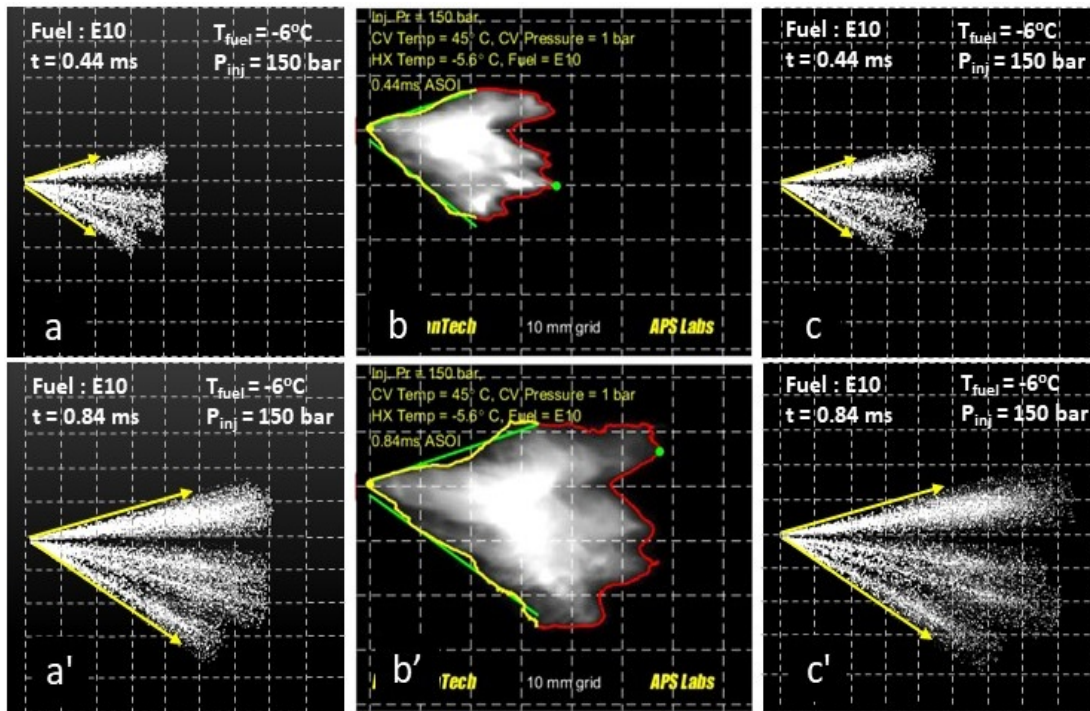 Fuel : E10 T_fuel = -6°C
t = 0.44 ms P_inj = 150 bar
a
Inj. Pr = 150 bar,
CV Temp = 45° C, CV Pressure = 1 bar
HX Temp = -5.6° C, Fuel = E10
0.44ms ASOI
b
nTech 10 mm grid APS Labs
Fuel : E10 T_fuel = -6°C
t = 0.44 ms P_inj = 150 bar
c
Fuel : E10 T_fuel = -6°C
t = 0.84 ms P_inj = 150 bar
a'
Inj. Pr = 150 bar,
CV Temp = 45° C, CV Pressure = 1 bar
HX Temp = -5.6° C, Fuel = E10
0.84ms ASOI
b’
nTech 10 mm grid APS Labs
Fuel : E10 T_fuel = -6°C
t = 0.84 ms P_inj = 150 bar
c'